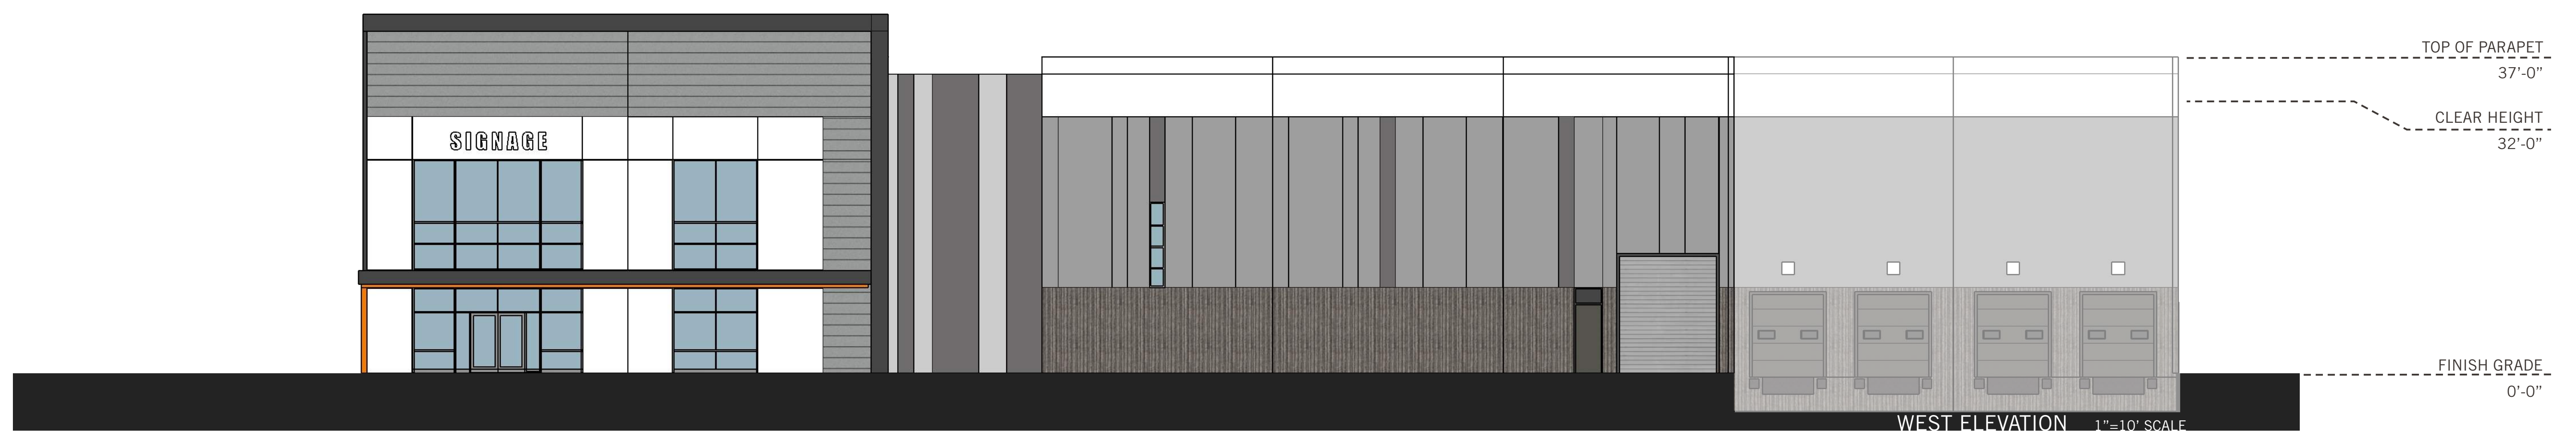 SIGNAGE
TOP OF PARAPET
37'-0"
CLEAR HEIGHT
32'-0"
FINISH GRADE
0'-0"
WEST ELEVATION 1"=10' SCALE